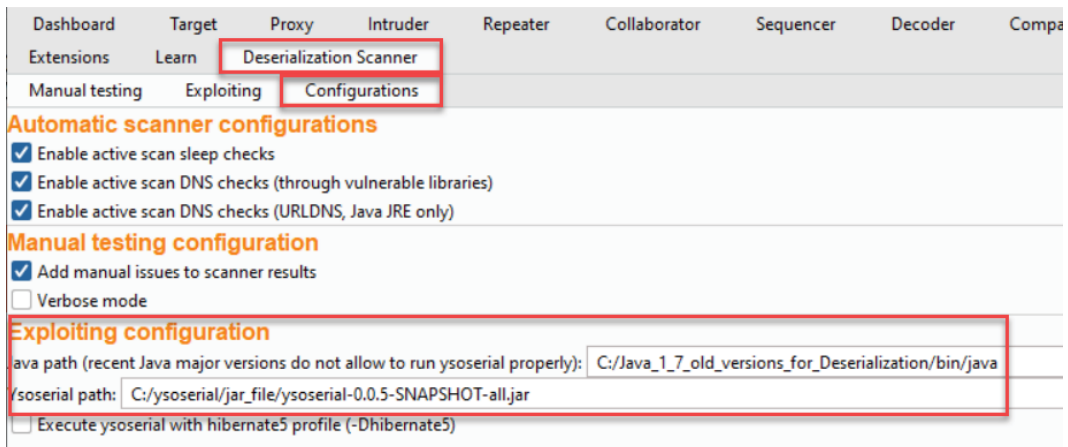 Dashboard Target Proxy Intruder Repeater Collaborator Sequencer Decoder Compa
Extensions Learn Deserialization Scanner
Manual testing Exploiting Configurations
Automatic scanner configurations
Enable active scan sleep checks
Enable active scan DNS checks (through vulnerable libraries)
Enable active scan DNS checks (URLDNS, Java JRE only)
Manual testing configuration
Add manual issues to scanner results
Verbose mode
Exploiting configuration
Java path (recent Java major versions do not allow to run ysoserial properly): C:/Java_1_7_old_versions_for_Deserialization/bin/java
Ysoserial path: C:/ysoserial/jar_file/ysoserial-0.0.5-SNAPSHOT-all.jar
Execute ysoserial with hibernate5 profile (-Dhibernate5)